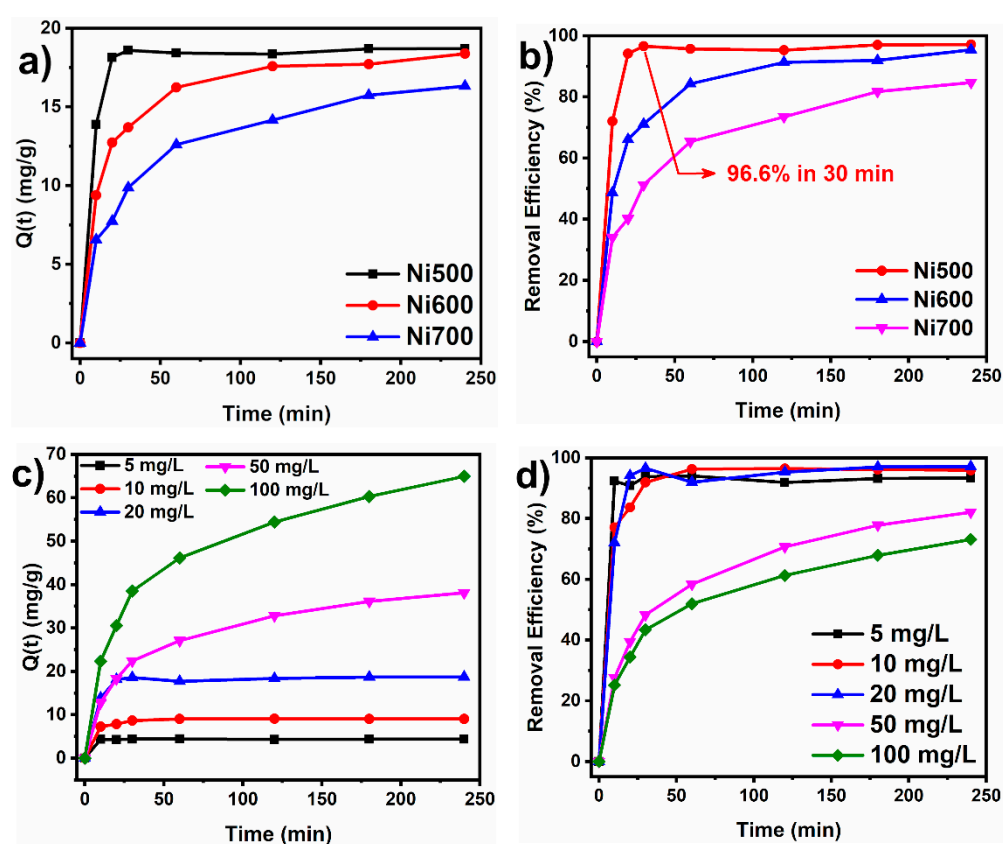 a)
Q(t) (mg/g)
20
15
10
5
0
Ni500
Ni600
Ni700
0 50 100 150 200 250
Time (min)
b)
Removal Efficiency (%)
100
80
60
40
20
0
96.6% in 30 min
Ni500
Ni600
Ni700
0 50 100 150 200 250
Time (min)
c)
Q(t) (mg/g)
70
60
50
40
30
20
10
0
5 mg/L
10 mg/L
20 mg/L
50 mg/L
100 mg/L
0 50 100 150 200 250
Time (min)
d)
Removal Efficiency (%)
100
80
60
40
20
0
5 mg/L
10 mg/L
20 mg/L
50 mg/L
100 mg/L
0 50 100 150 200 250
Time (min)